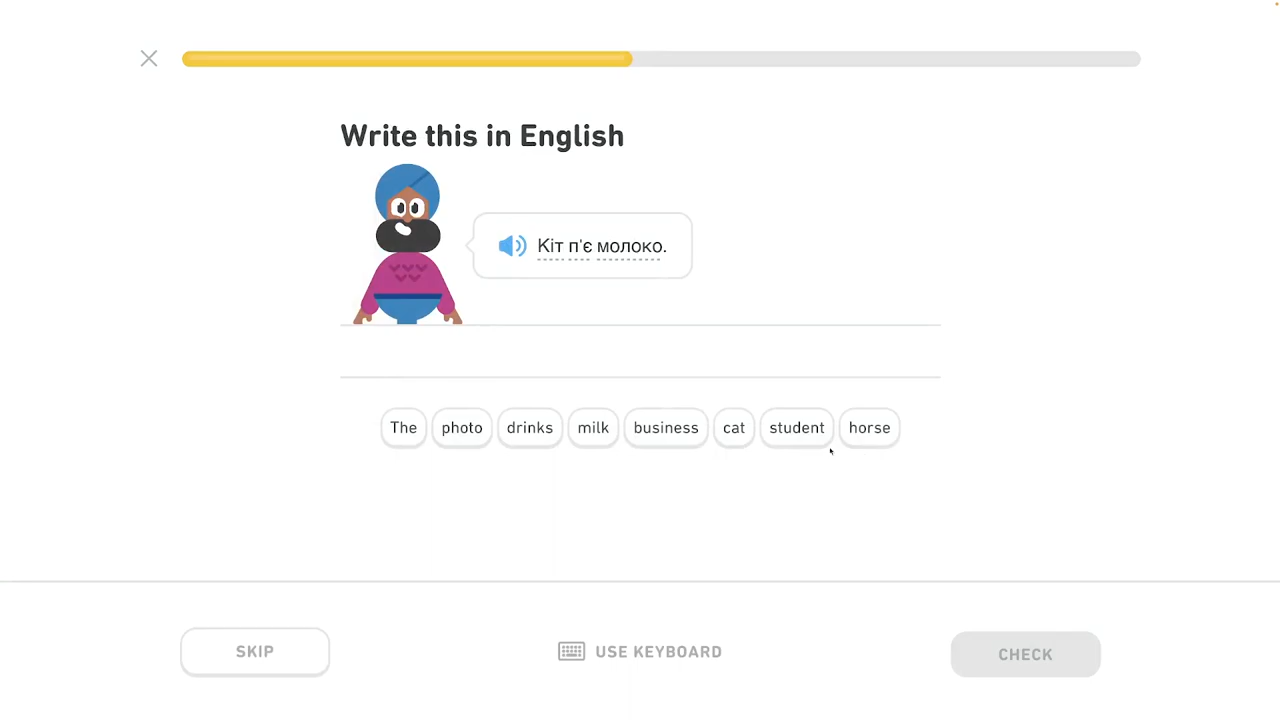 Write this in English
Кіт п'є молоко.
The photo drinks milk business cat student horse
SKIP USE KEYBOARD CHECK